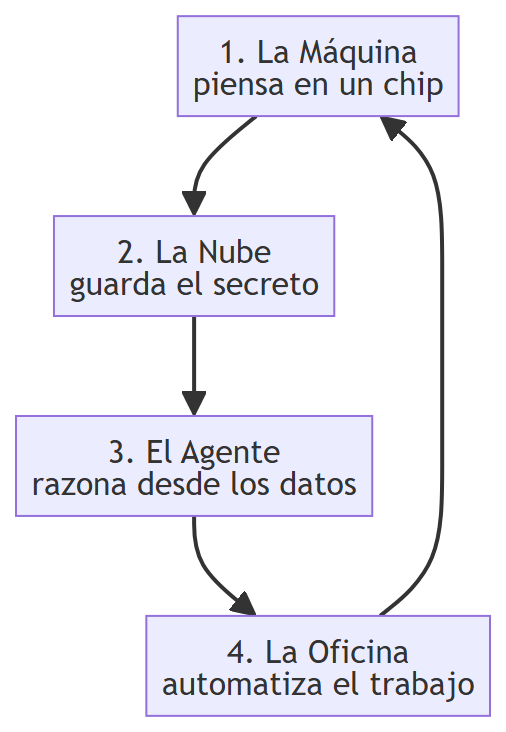 1. La Máquina
piensa en un chip
2. La Nube
guarda el secreto
3. El Agente
razona desde los datos
4. La Oficina
automatiza el trabajo